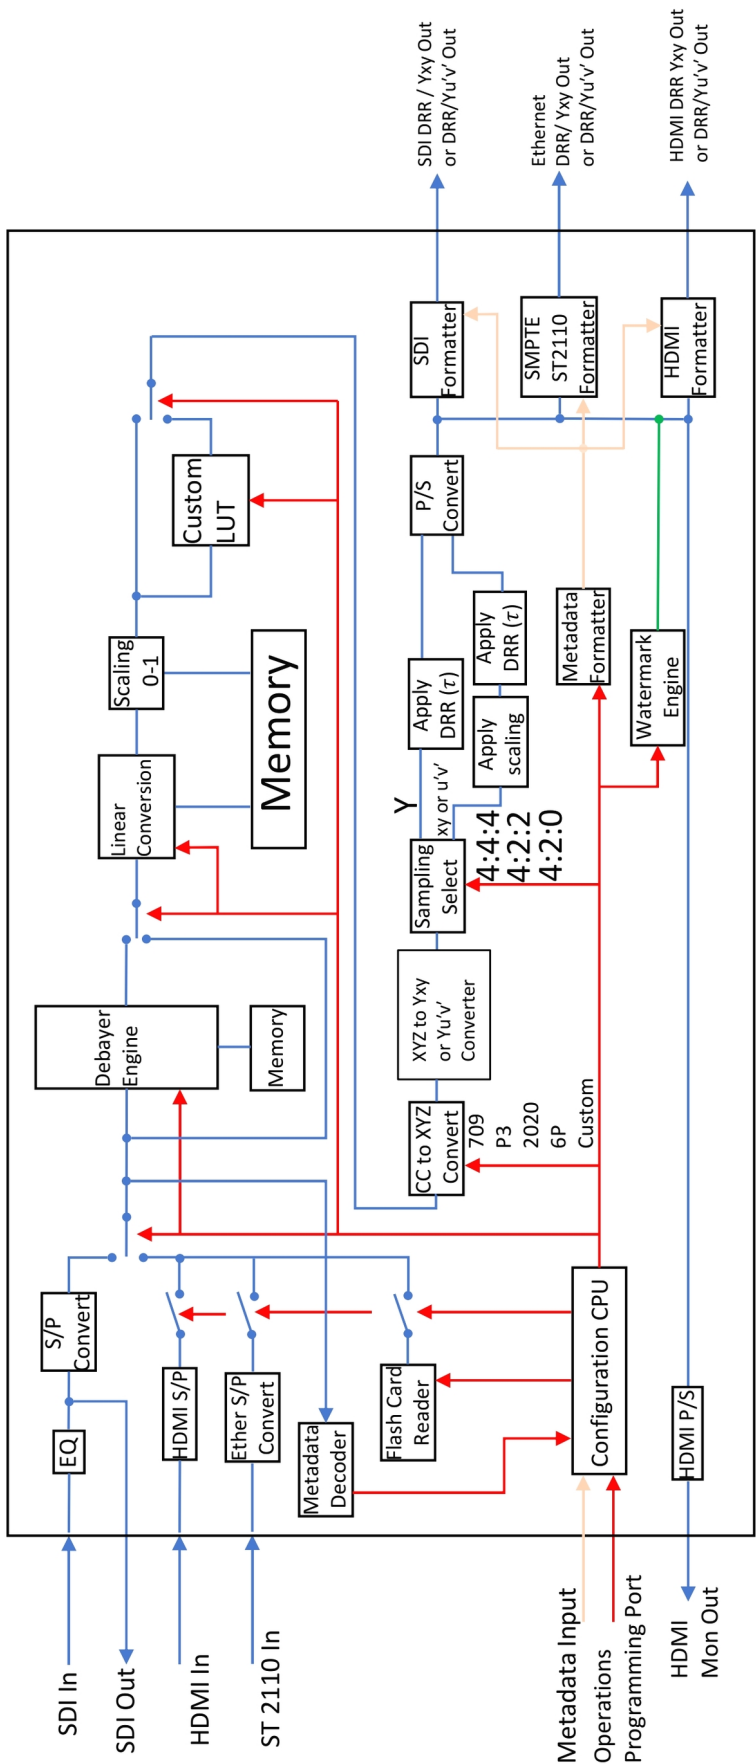 SDI In
SDI Out
HDMI In
ST 2110 In
Metadata Input
Operations
Programming Port
HDMI
Mon Out
EQ
S/P
Convert
HDMI S/P
Ether S/P
Convert
Metadata
Decoder
Flash Card
Reader
Configuration CPU
HDMI P/S
Debayer
Engine
Memory
Linear
Conversion
Scaling
0-1
Memory
Custom
LUT
CC to XYZ
Convert
709
P3
2020
6P
Custom
XYZ to Yxy
or Yu'v'
Converter
Sampling
Select
4:4:4
4:2:2
4:2:0
Y
xy or u'v'
Apply
DRR (τ)
Apply
scaling
Apply
DRR (τ)
P/S
Convert
Metadata
Formatter
Watermark
Engine
SDI
Formatter
SMPTE
ST2110
Formatter
HDMI
Formatter
SDI DRR / Yxy Out
or DRR/Yu'v' Out
Ethernet
DRR/ Yxy Out
or DRR/Yu'v' Out
HDMI DRR Yxy Out
or DRR/Yu'v' Out